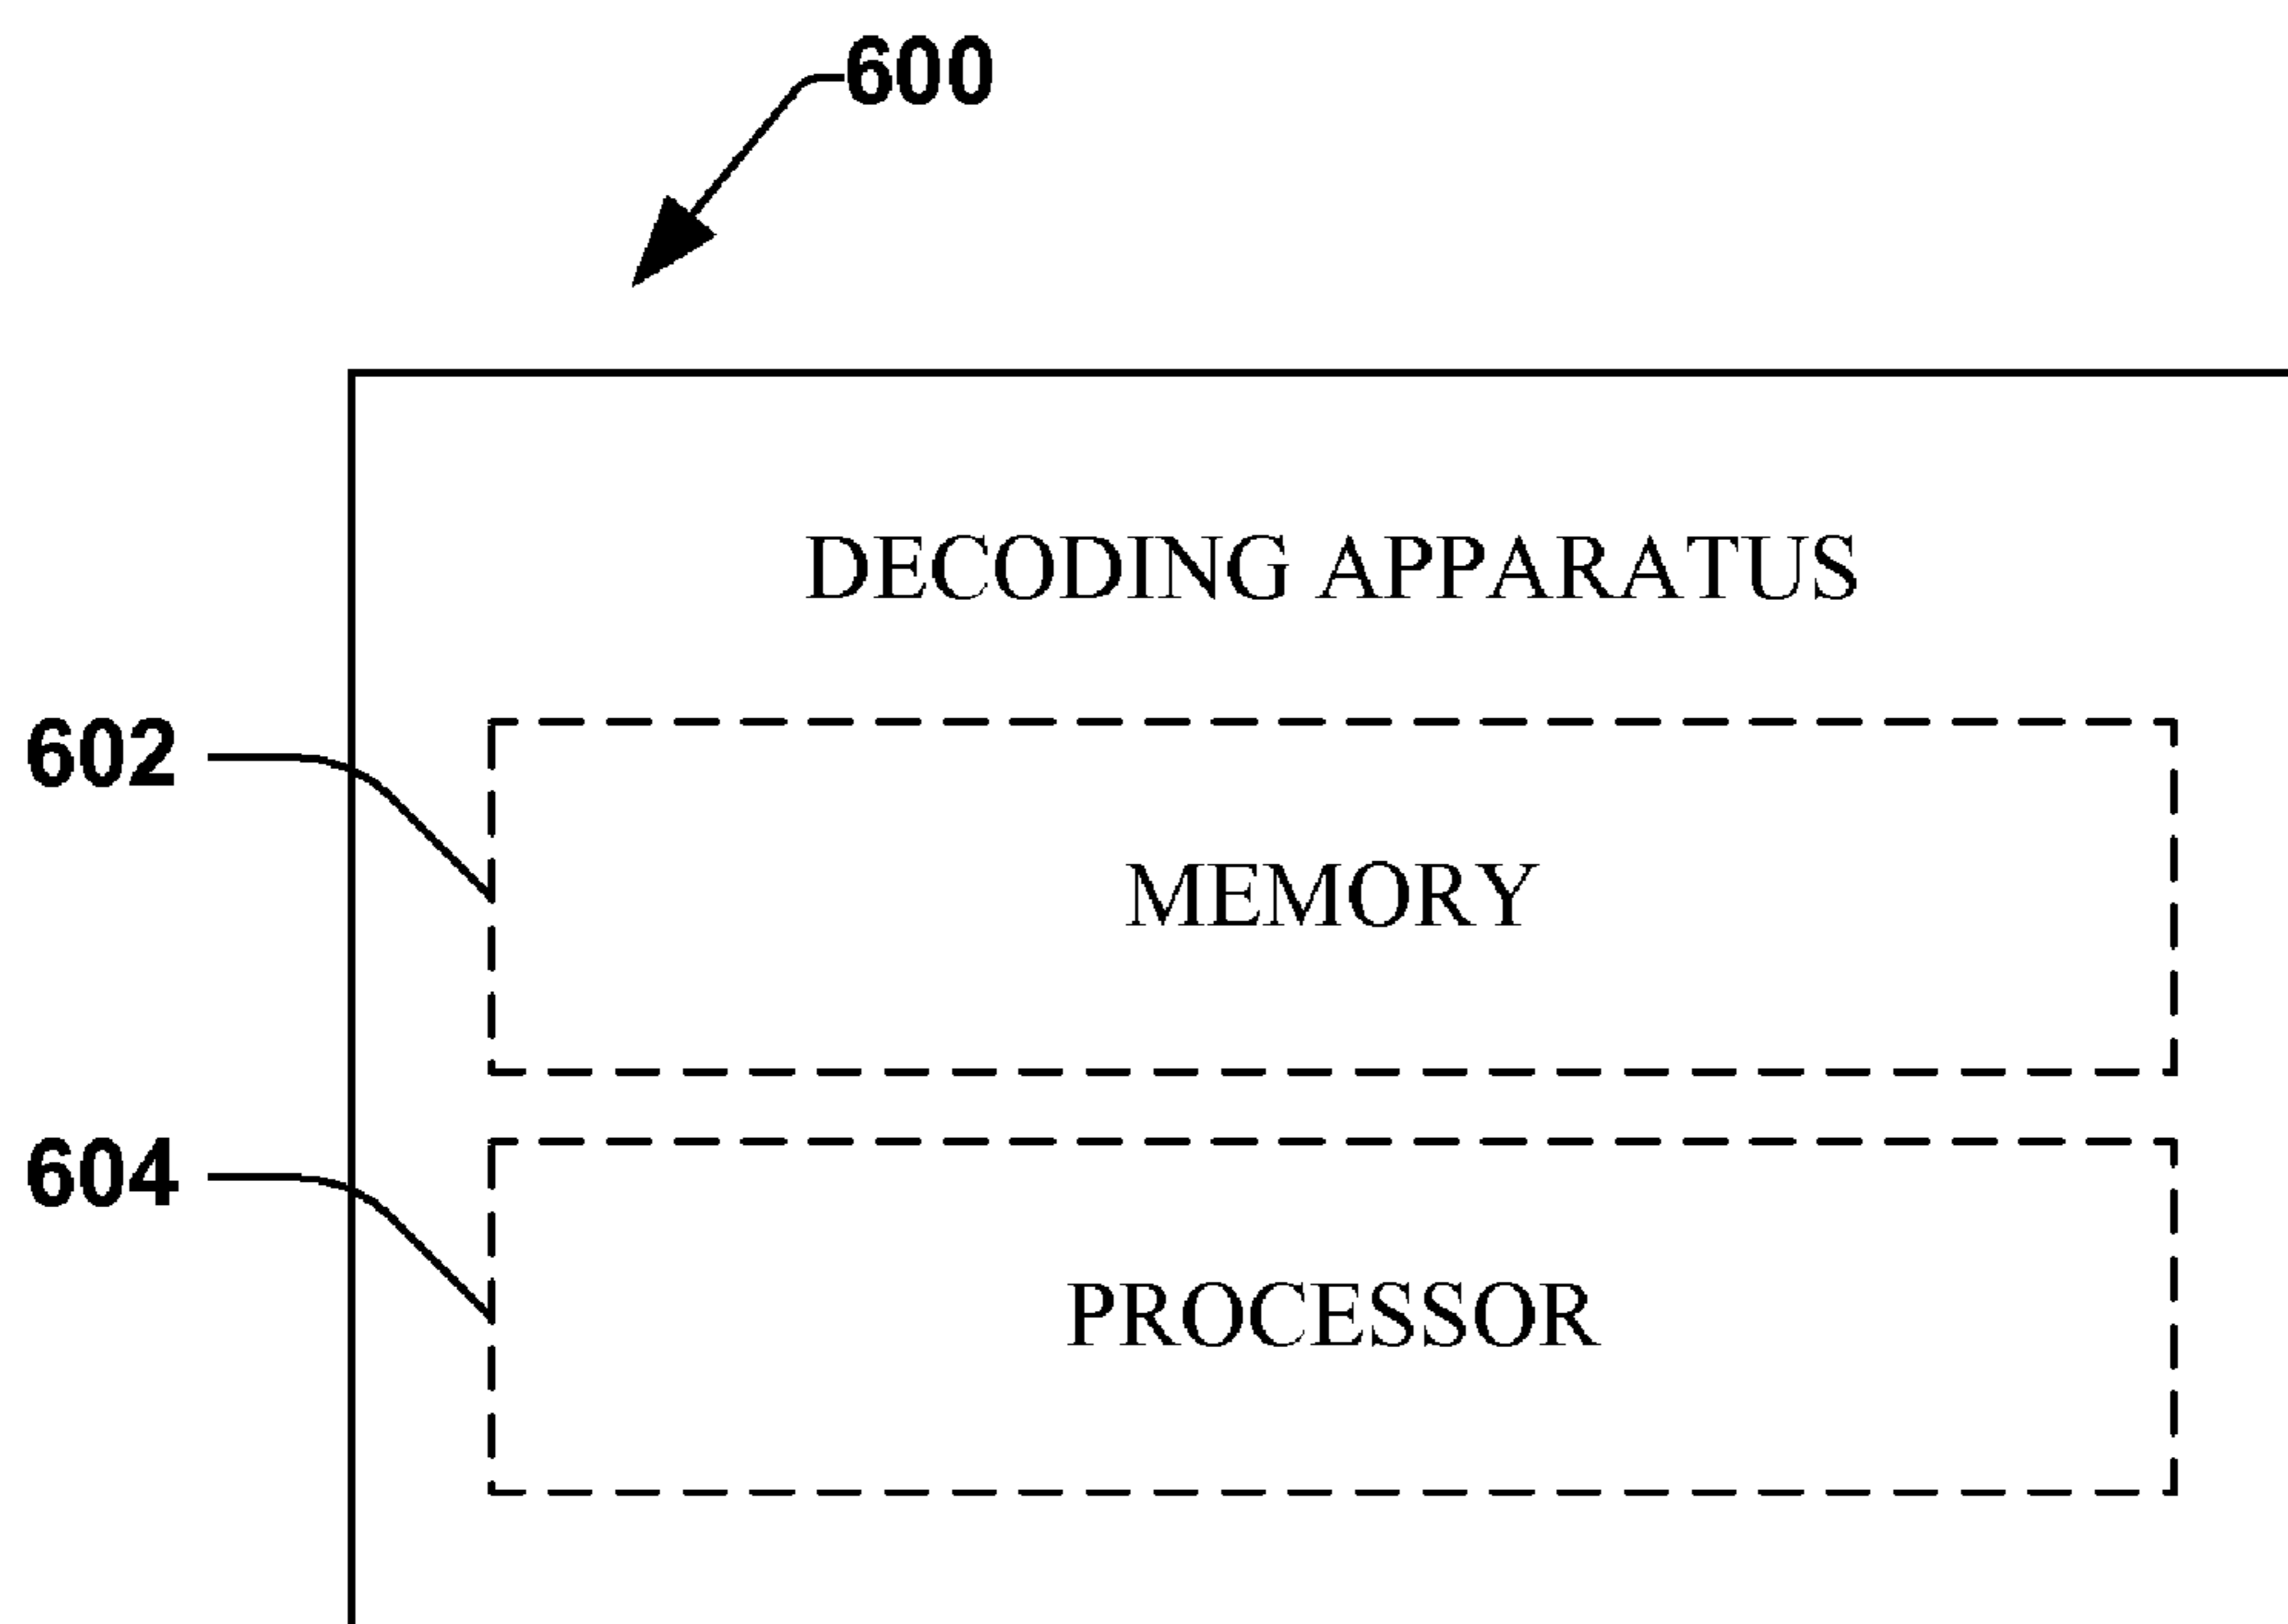 600
DECODING APPARATUS
602
MEMORY
604
PROCESSOR